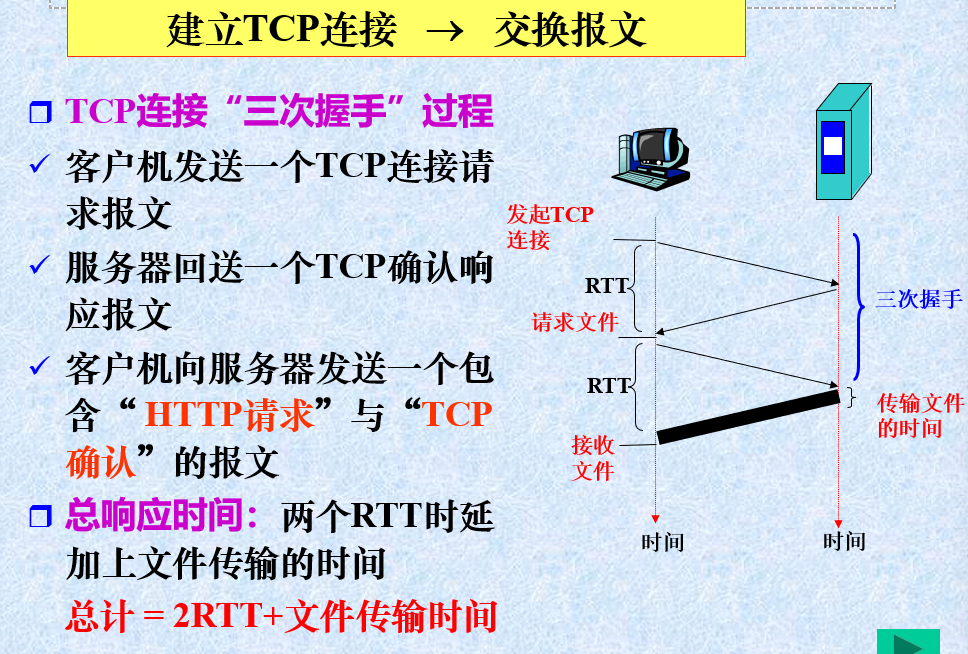 建立TCP连接 → 交换报文
TCP连接“三次握手”过程
客户机发送一个TCP连接请
求报文
服务器回送一个TCP确认响
应报文
客户机向服务器发送一个包
含“ HTTP请求”与“TCP
确认”的报文
总响应时间：两个RTT时延
加上文件传输的时间
总计 = 2RTT+文件传输时间
发起TCP
连接
RTT
请求文件
RTT
接收
文件
时间
三次握手
传输文件
的时间
时间